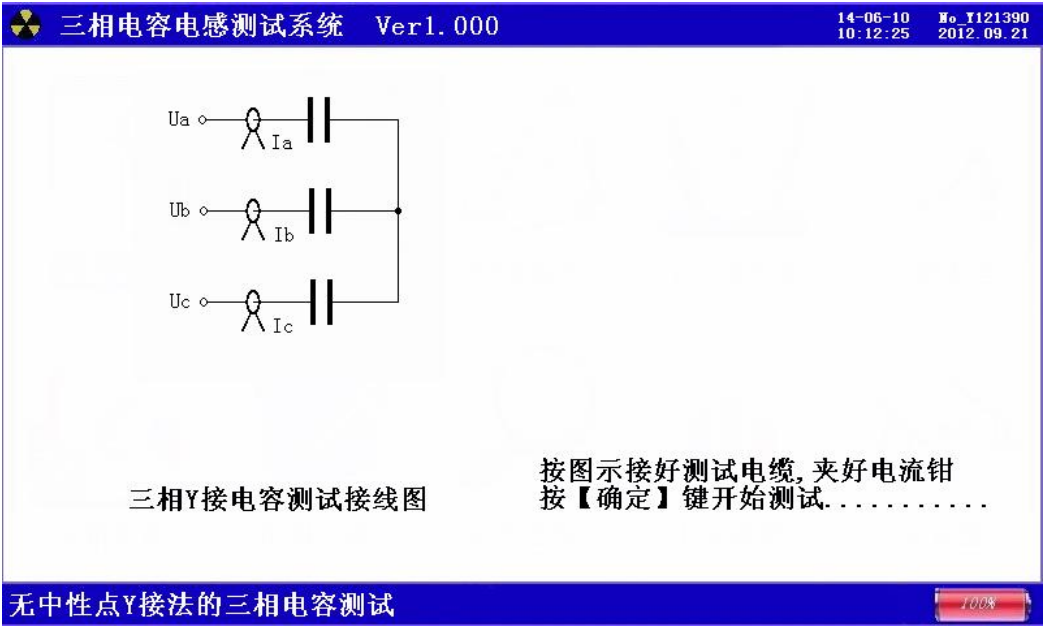 三相电容电感测试系统 Ver1.000
14-06-10 No_Y121390
10:12:25 2012.09.21
Ua
Ia
Ub
Ib
Uc
Ic
按图示接好测试电缆,夹好电流钳
三相Y接电容测试接线图
按【确定】键开始测试...........
无中性点Y接法的三相电容测试
100%